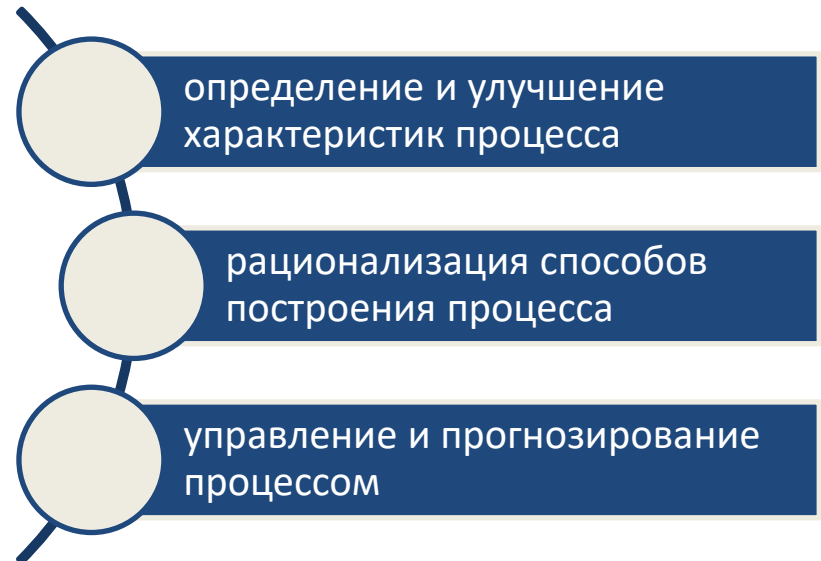 определение и улучшение
характеристик процесса
рационализация способов
построения процесса
управление и прогнозирование
процессом